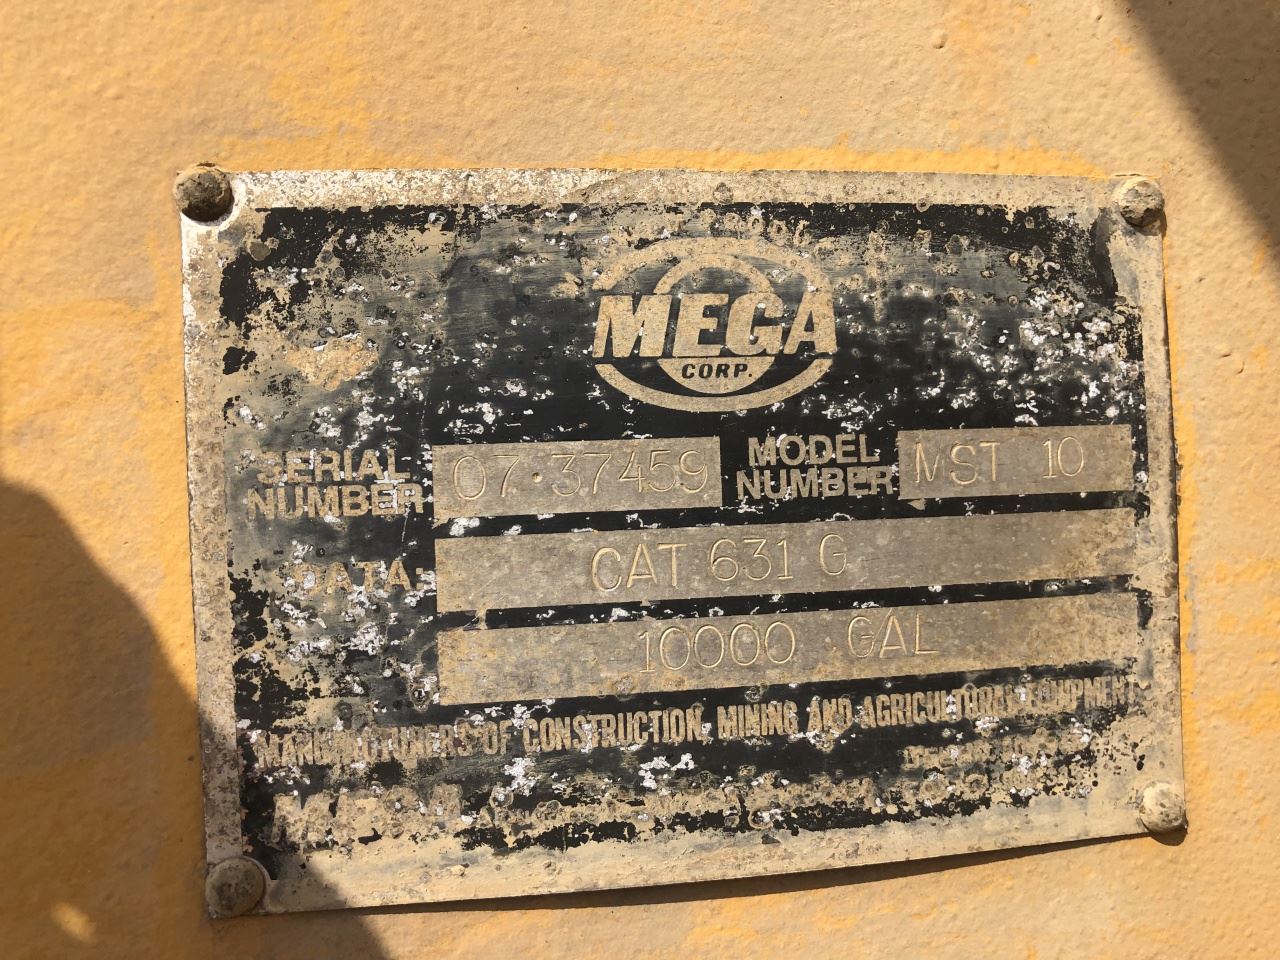 MEGA
CORP.
SERIAL NUMBER 07·37459 MODEL NUMBER MST 10
DATA: CAT 631 G
10000 GAL
MANUFACTURERS OF CONSTRUCTION, MINING AND AGRICULTURAL EQUIPMENT